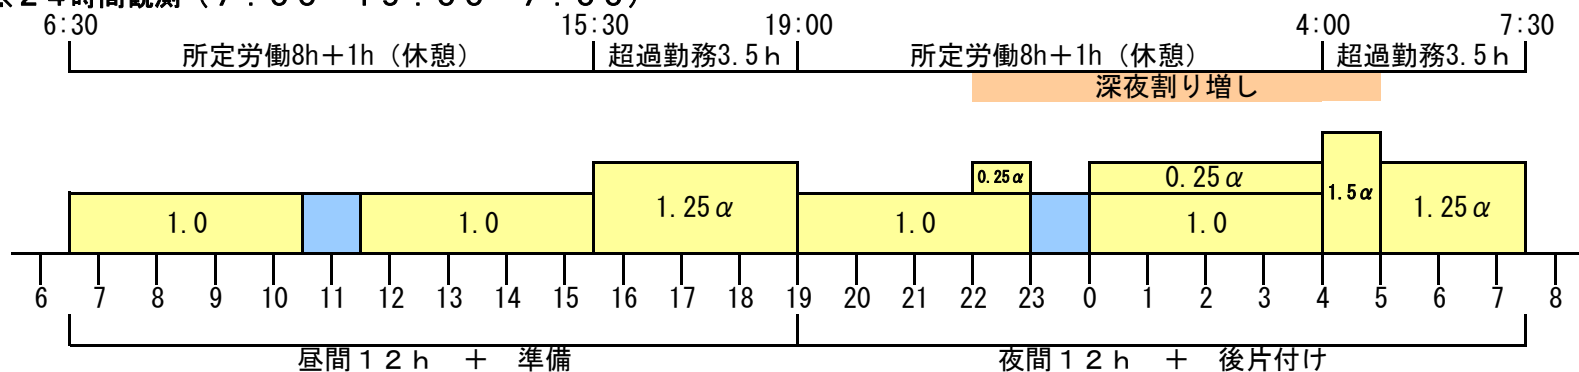 6:30 15:30 19:00 4:00 7:30
所定労働8h＋1h（休憩） 超過勤務3.5ｈ 所定労働8h＋1h（休憩） 超過勤務3.5ｈ
深夜割り増し
0.25α 0.25α
1.0 1.0 1.25α 1.0 1.0 1.5α 1.25α
6 7 8 9 10 11 12 13 14 15 16 17 18 19 20 21 22 23 0 1 2 3 4 5 6 7 8
昼間１２ｈ　＋　準備 夜間１２ｈ　＋　後片付け